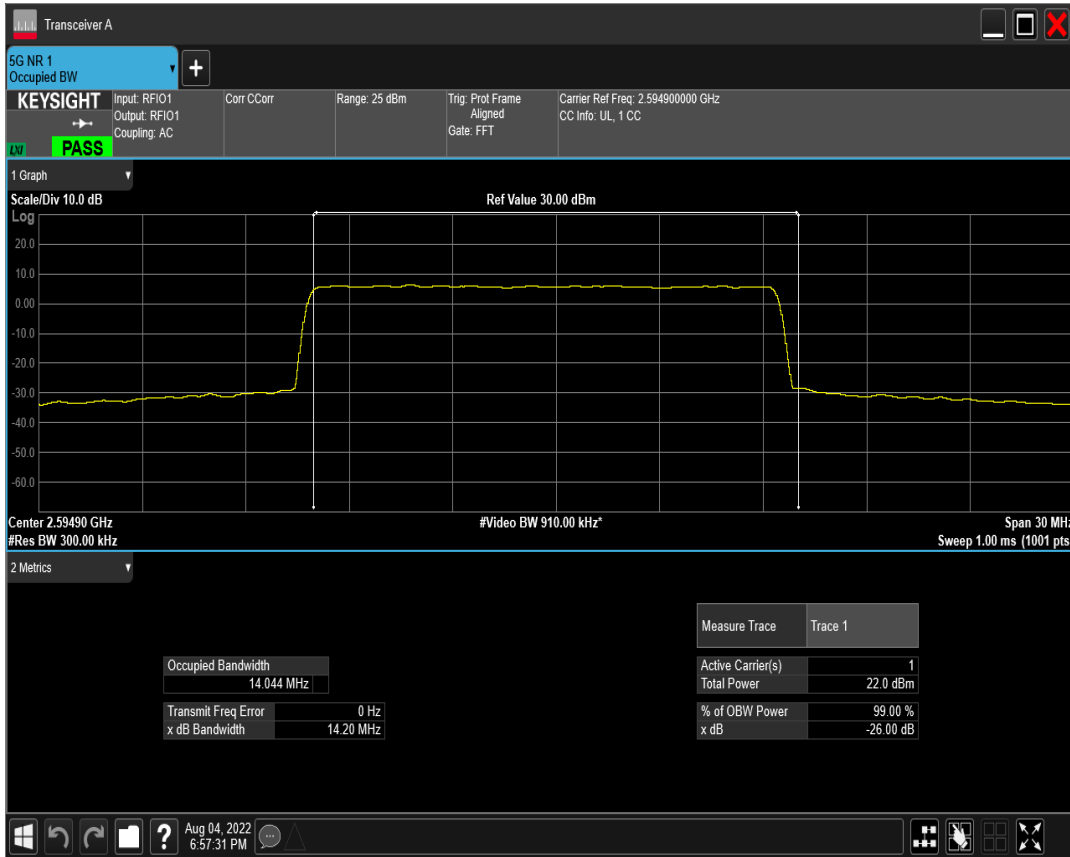 Transceiver A
5G NR 1
Occupied BW
+
KEYSIGHT
LXI
PASS
Input: RFIO1
Output: RFIO1
Coupling: AC
Corr CCorr
Range: 25 dBm
Trig: Prot Frame
Aligned
Gate: FFT
Carrier Ref Freq: 2.594900000 GHz
CC Info: UL, 1 CC
1 Graph
Scale/Div 10.0 dB
Ref Value 30.00 dBm
Log
20.0
10.0
0.00
-10.0
-20.0
-30.0
-40.0
-50.0
-60.0
Center 2.59490 GHz
#Video BW 910.00 kHz*
Span 30 MHz
#Res BW 300.00 kHz
Sweep 1.00 ms (1001 pts
2 Metrics
Measure Trace Trace 1
Occupied Bandwidth
14.044 MHz
Active Carrier(s) 1
Total Power 22.0 dBm
Transmit Freq Error 0 Hz
x dB Bandwidth 14.20 MHz
% of OBW Power 99.00 %
x dB -26.00 dB
?
Aug 04, 2022
6:57:31 PM